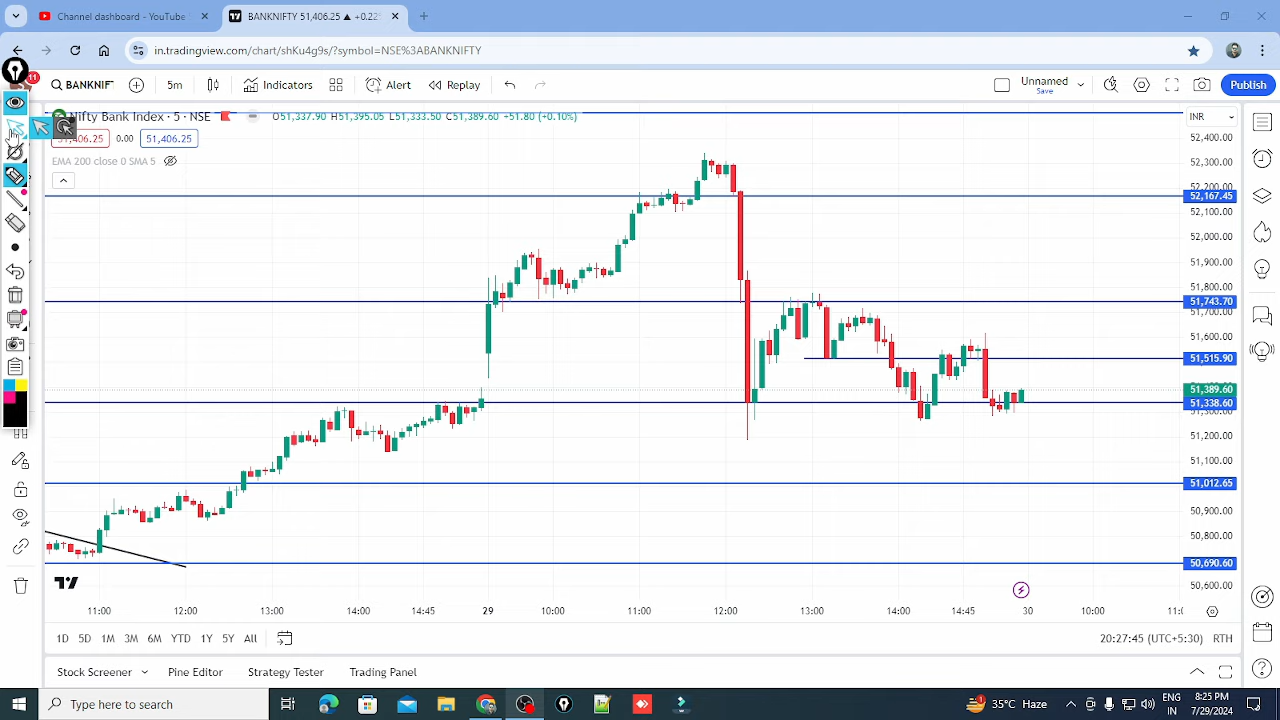 Channel dashboard - YouTube
BANKNIFTY 51,406.25 ▲ +0.22
in.tradingview.com/chart/shKu4g9s/?symbol=NSE%3ABANKNIFTY
11
BANKNIF
5m
Indicators
Alert
Replay
Unnamed
Save
Publish
Nifty Bank Index · 5 · NSE
O51,337.90 H51,395.05 L51,333.50 C51,389.60 +51.80 (+0.10%)
INR
51,406.25 0.00 51,406.25
EMA 200 close 0 SMA 5
52,400.00
52,300.00
52,200.00
52,167.45
52,100.00
52,000.00
51,900.00
51,800.00
51,743.70
51,700.00
51,600.00
51,515.90
51,389.60
51,338.60
51,300.00
51,200.00
51,100.00
51,012.65
50,900.00
50,800.00
50,690.60
50,600.00
11:00 12:00 13:00 14:00 14:45 29 10:00 11:00 12:00 13:00 14:00 14:45 30 10:00
1D 5D 1M 3M 6M YTD 1Y 5Y All
20:27:45 (UTC+5:30) RTH
Stock Screener Pine Editor Strategy Tester Trading Panel
Type here to search
1
35°C Haze
ENG
IN
8:25 PM
7/29/2024